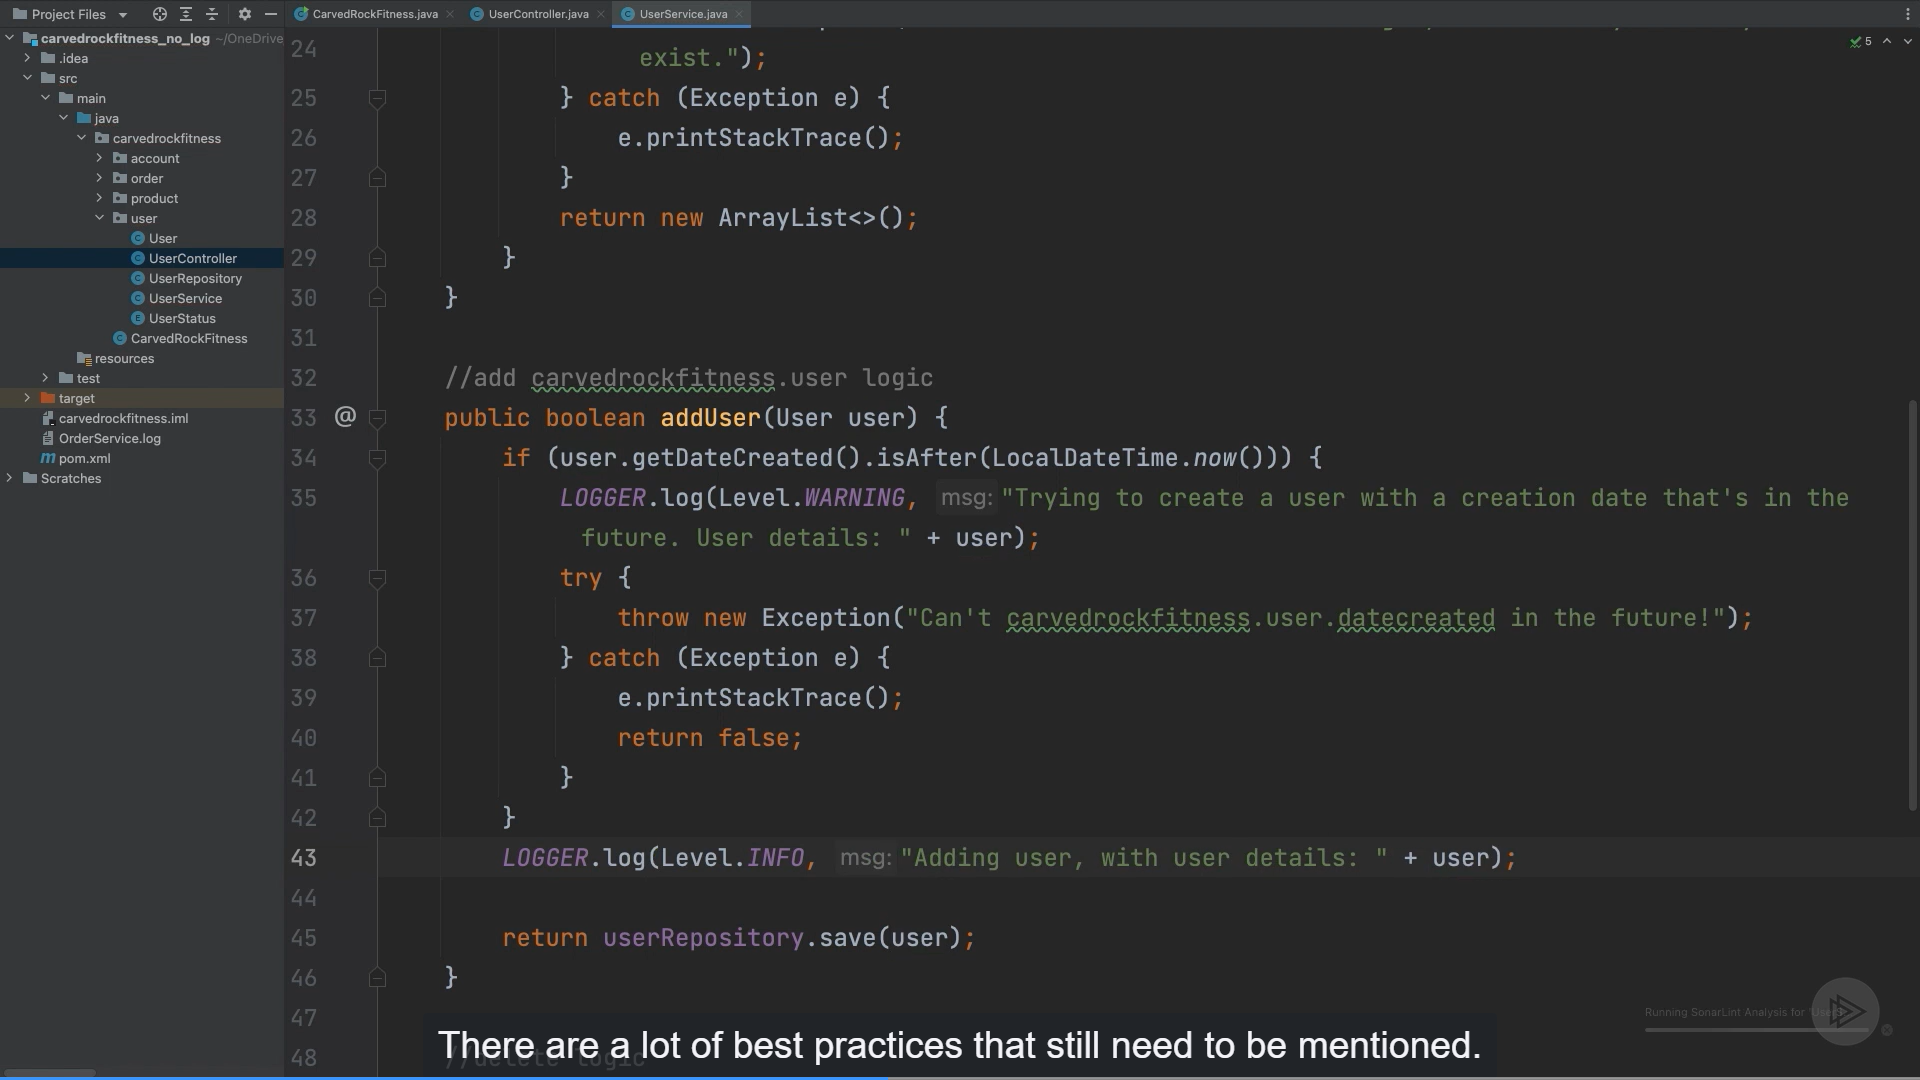 Project Files
CarvedRockFitness.java
UserController.java
UserService.java
carvedrockfitness_no_log ~/OneDrive
.idea
src
main
java
carvedrockfitness
account
order
product
user
User
UserController
UserRepository
UserService
UserStatus
CarvedRockFitness
resources
test
target
carvedrockfitness.iml
OrderService.log
pom.xml
Scratches
5
24
exist.");
25 } catch (Exception e) {
26 e.printStackTrace();
27 }
28 return new ArrayList<>();
29 }
30 }
31
32 //add carvedrockfitness.user logic
33 @ public boolean addUser(User user) {
34 if (user.getDateCreated().isAfter(LocalDateTime.now())) {
35 LOGGER.log(Level.WARNING, msg: "Trying to create a user with a creation date that's in the
future. User details: " + user);
36 try {
37 throw new Exception("Can't carvedrockfitness.user.datecreated in the future!");
38 } catch (Exception e) {
39 e.printStackTrace();
40 return false;
41 }
42 }
43 LOGGER.log(Level.INFO, msg: "Adding user, with user details: " + user);
44
45 return userRepository.save(user);
46 }
47
48 //delete logic
There are a lot of best practices that still need to be mentioned.
Running SonarLint Analysis for